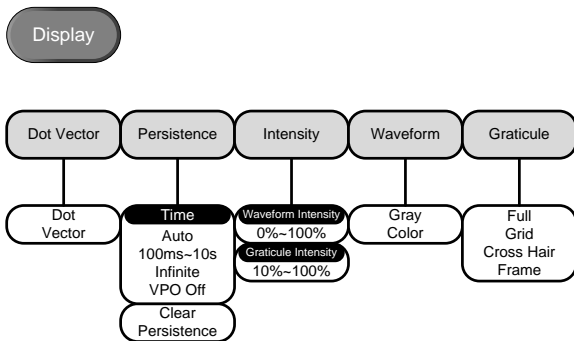 Display
Dot Vector
Persistence
Intensity
Waveform
Graticule
Dot
Vector
Time
Auto
100ms~10s
Infinite
VPO Off
Clear
Persistence
Waveform Intensity
0%~100%
Graticule Intensity
10%~100%
Gray
Color
Full
Grid
Cross Hair
Frame